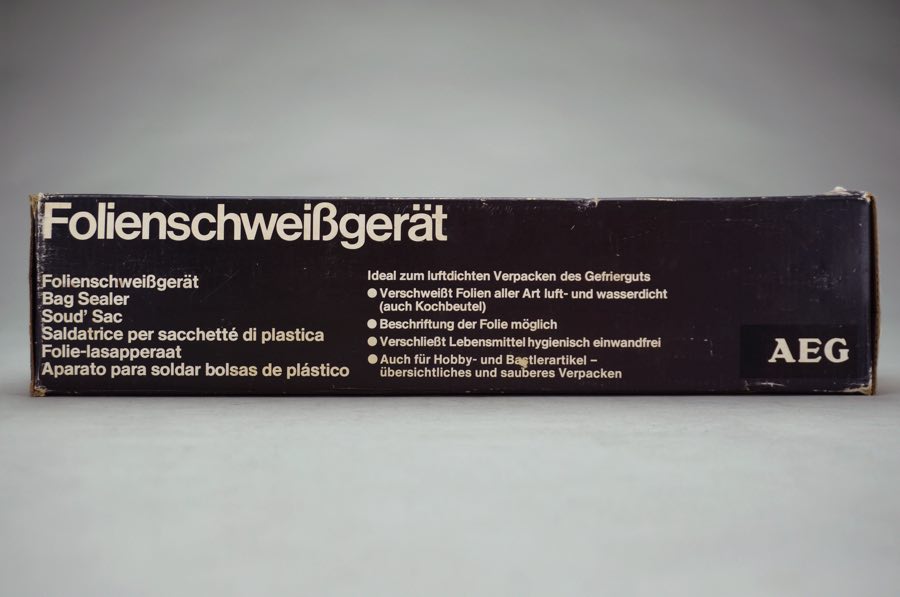 Folienschweißgerät
Folienschweißgerät
Bag Sealer
Soud' Sac
Saldatrice per sacchetté di plastica
Folie-lasapperaat
Aparato para soldar bolsas de plástico
Ideal zum luftdichten Verpacken des Gefrierguts
● Verschweißt Folien aller Art luft- und wasserdicht
(auch Kochbeutel)
● Beschriftung der Folie möglich
● Verschließt Lebensmittel hygienisch einwandfrei
● Auch für Hobby- und Bastlerartikel –
übersichtliches und sauberes Verpacken
AEG